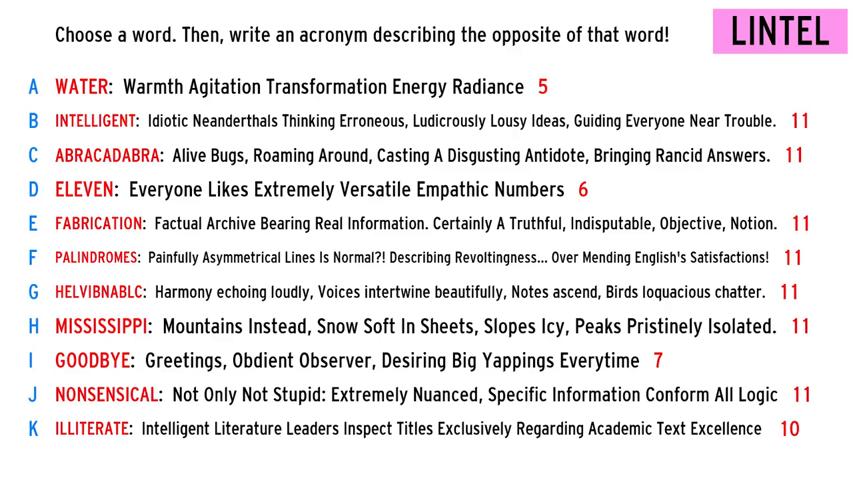 Choose a word. Then, write an acronym describing the opposite of that word!
LINTEL
A WATER: Warmth Agitation Transformation Energy Radiance 5
B INTELLIGENT: Idiotic Neanderthals Thinking Erroneous, Ludicrously Lousy Ideas, Guiding Everyone Near Trouble. 11
C ABRACADABRA: Alive Bugs, Roaming Around, Casting A Disgusting Antidote, Bringing Rancid Answers. 11
D ELEVEN: Everyone Likes Extremely Versatile Empathic Numbers 6
E FABRICATION: Factual Archive Bearing Real Information. Certainly A Truthful, Indisputable, Objective, Notion. 11
F PALINDROMES: Painfully Asymmetrical Lines Is Normal?! Describing Revoltingness... Over Mending English's Satisfactions! 11
G HELVIBNABLC: Harmony echoing loudly, Voices intertwine beautifully, Notes ascend, Birds loquacious chatter. 11
H MISSISSIPPI: Mountains Instead, Snow Soft In Sheets, Slopes Icy, Peaks Pristinely Isolated. 11
I GOODBYE: Greetings, Obdient Observer, Desiring Big Yappings Everytime 7
J NONSENSICAL: Not Only Not Stupid: Extremely Nuanced, Specific Information Conform All Logic 11
K ILLITERATE: Intelligent Literature Leaders Inspect Titles Exclusively Regarding Academic Text Excellence 10